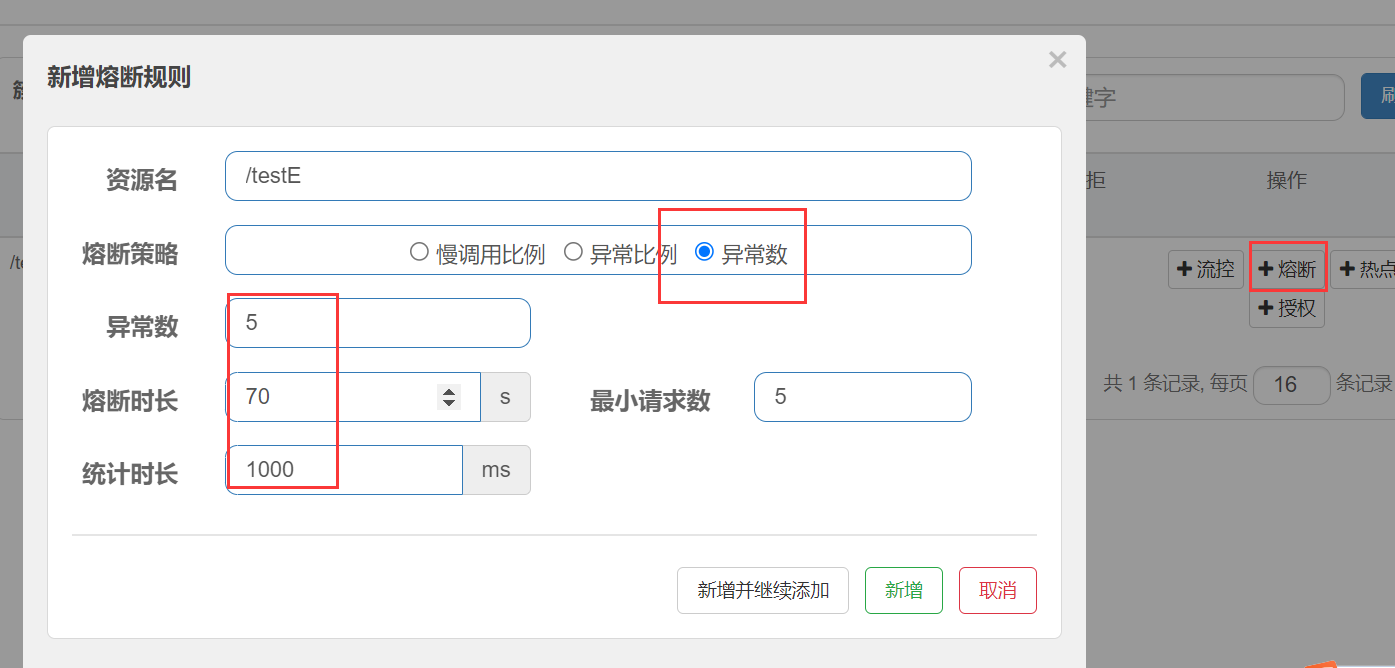 新增熔断规则
×
资源名
/testE
熔断策略
慢调用比例 异常比例 异常数
异常数
5
熔断时长
70 s
最小请求数
5
统计时长
1000 ms
新增并继续添加 新增 取消
键字
刷
拒
操作
/te
+ 流控 + 熔断 + 热点
+ 授权
共 1 条记录, 每页 16 条记录